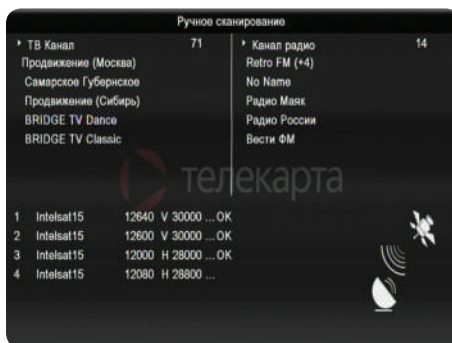 Ручное сканирование
ТВ Канал 71
Продвижение (Москва)
Самарское Губернское
Продвижение (Сибирь)
BRIDGE TV Dance
BRIDGE TV Classic
Канал радио 14
Retro FM (+4)
No Name
Радио Маяк
Радио России
Вести ФМ
телекарта
1 Intelsat15 12640 V 30000 ... OK
2 Intelsat15 12600 V 30000 ... OK
3 Intelsat15 12000 H 28000 ... OK
4 Intelsat15 12080 H 28800 ...